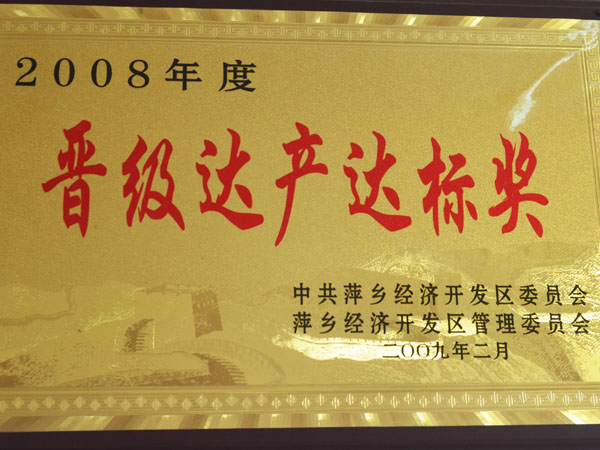 2008年度
晋级达产达标奖
中共萍乡经济开发区委员会
萍乡经济开发区管理委员会
二〇〇九年二月